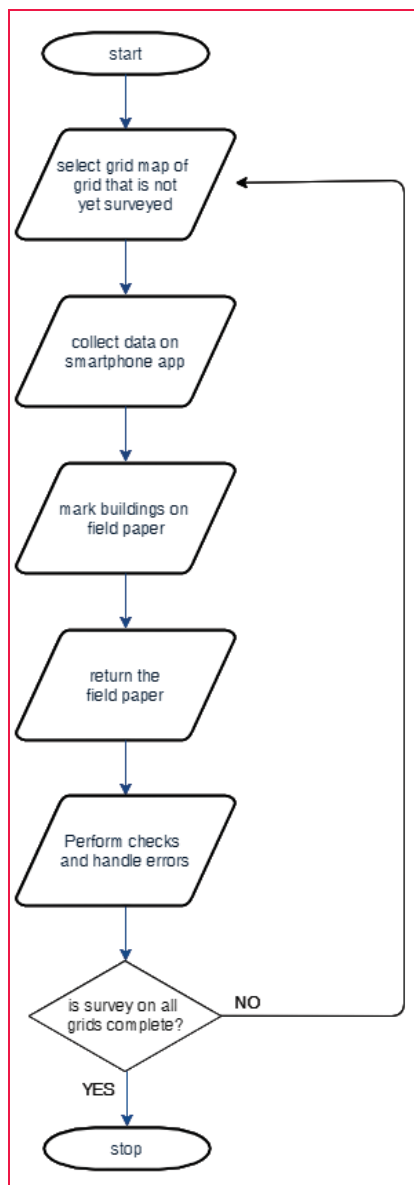 start
select grid map of
grid that is not
yet surveyed
collect data on
smartphone app
mark buildings on
field paper
return the
field paper
Perform checks
and handle errors
is survey on all
grids complete?
NO
YES
stop